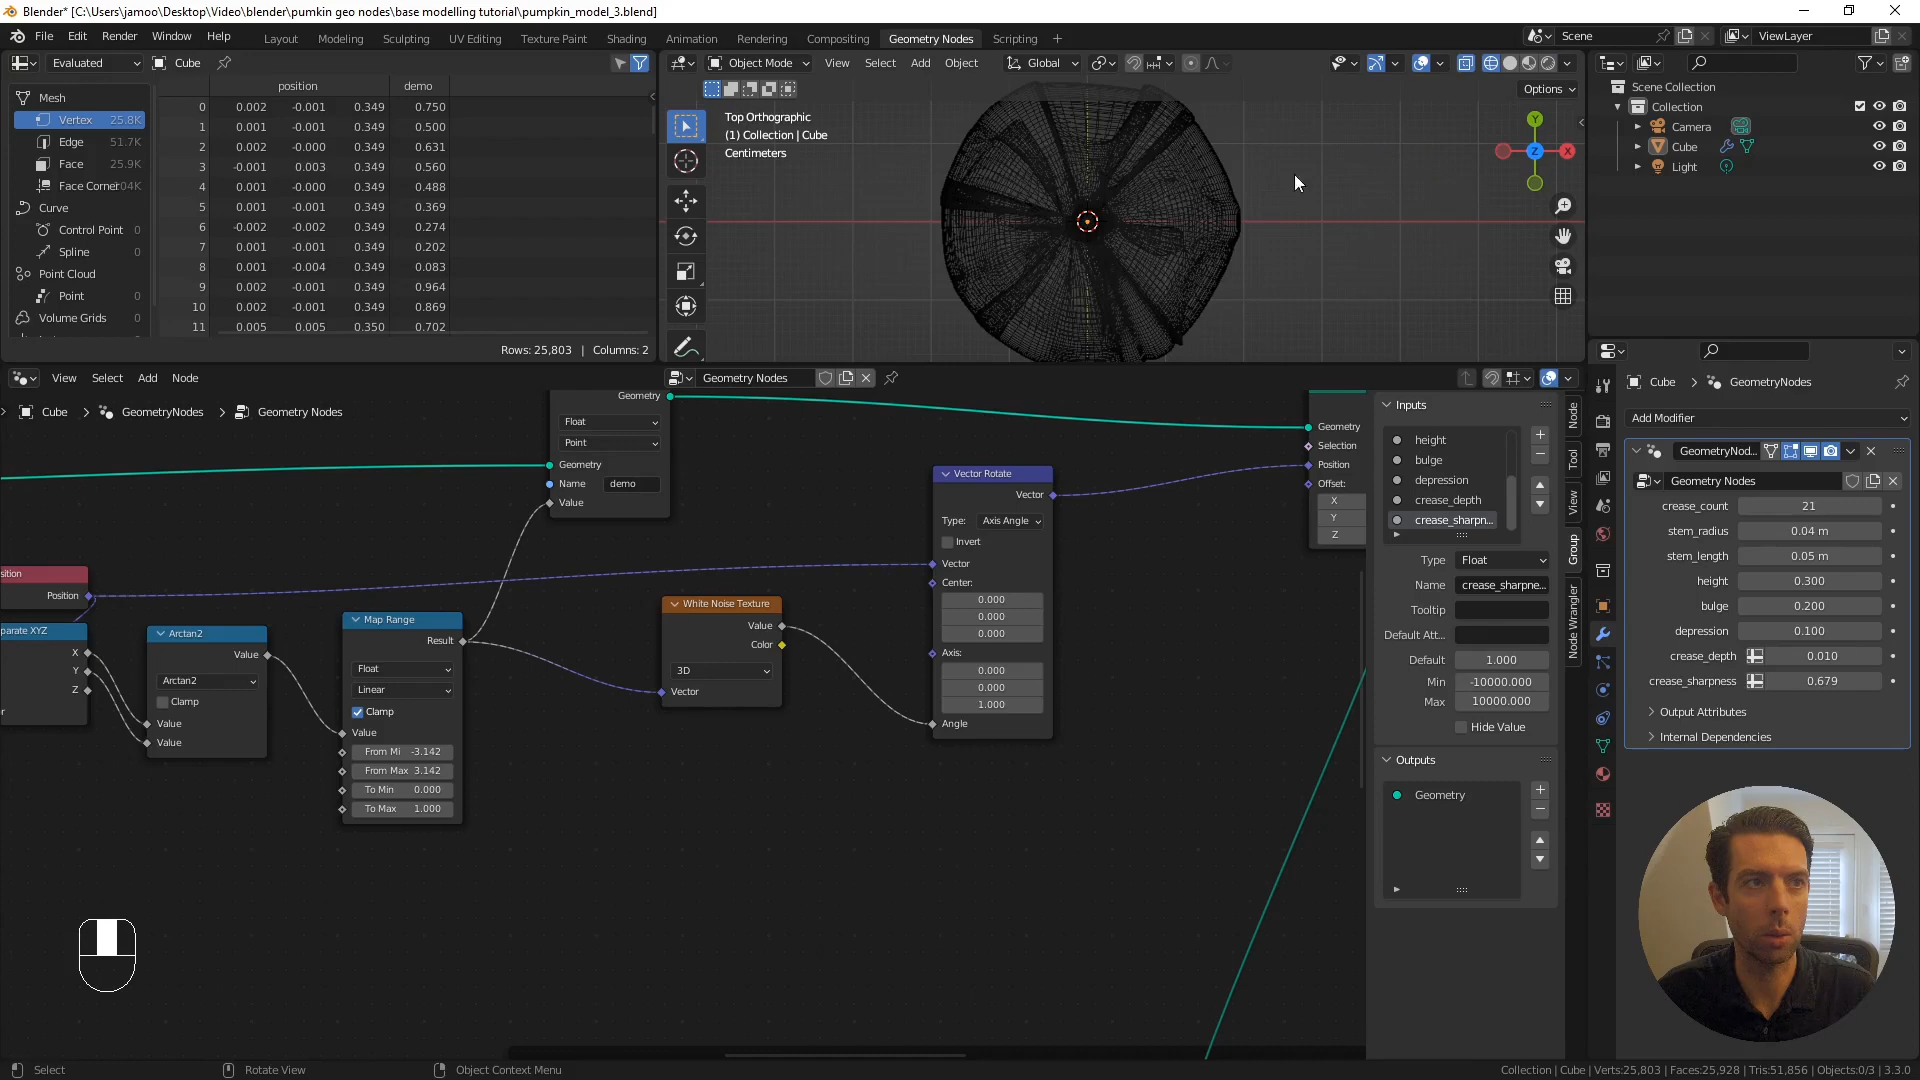 Blender* [C:\Users\jamoo\Desktop\Video\blender\pumkin geo nodes\base modelling tutorial\pumpkin_model_3.blend]
File Edit Render Window Help Layout Modeling Sculpting UV Editing Texture Paint Shading Animation Rendering Compositing Geometry Nodes Scripting + Scene ViewLayer
Evaluated Cube
Object Mode View Select Add Object Global
Options
position demo
Mesh
Vertex 25.8K
Edge 51.7K
Face 25.9K
Face Corner 04K
Curve
Control Point 0
Spline 0
Point Cloud
Point 0
Volume Grids 0
0 0.002 -0.001 0.349 0.750
1 0.001 -0.001 0.349 0.500
2 0.002 -0.000 0.349 0.631
3 -0.001 0.003 0.349 0.560
4 0.001 -0.000 0.349 0.488
5 0.001 -0.001 0.349 0.369
6 -0.002 -0.002 0.349 0.274
7 0.001 -0.001 0.349 0.202
8 0.001 -0.004 0.349 0.083
9 0.002 -0.001 0.349 0.964
10 0.002 -0.001 0.349 0.869
11 0.005 0.005 0.350 0.702
Rows: 25,803 | Columns: 2
Top Orthographic
(1) Collection | Cube
Centimeters
Y
X
Z
Scene Collection
Collection
Camera
Cube
Light
View Select Add Node Geometry Nodes
Cube > GeometryNodes > Geometry Nodes
Geometry
Float
Point
Geometry
Name demo
Value
sition
Position
parate XYZ
X
Y
Z
r
Arctan2
Value
Arctan2
Clamp
Value
Value
Map Range
Result
Float
Linear
Clamp
Value
From Mi -3.142
From Max 3.142
To Min 0.000
To Max 1.000
White Noise Texture
Value
Color
3D
Vector
Vector Rotate
Vector
Type: Axis Angle
Invert
Vector
Center:
0.000
0.000
0.000
Axis:
0.000
0.000
1.000
Angle
Geometry
Selection
Position
Offset:
X
Y
Z
Inputs
height
bulge
depression
crease_depth
crease_sharpn...
Type Float
Name crease_sharpne...
Tooltip
Default Att...
Default 1.000
Min -10000.000
Max 10000.000
Hide Value
Outputs
Geometry
Node
Tool
View
Group
Node Wrangler
Cube > GeometryNodes
Add Modifier
GeometryNod...
Geometry Nodes
crease_count 21
stem_radius 0.04 m
stem_length 0.05 m
height 0.300
bulge 0.200
depression 0.100
crease_depth 0.010
crease_sharpness 0.679
Output Attributes
Internal Dependencies
Select Rotate View Object Context Menu
Collection | Cube | Verts:25,803 | Faces:25,928 | Tris:51,856 | Objects:0/3 | 3.3.0